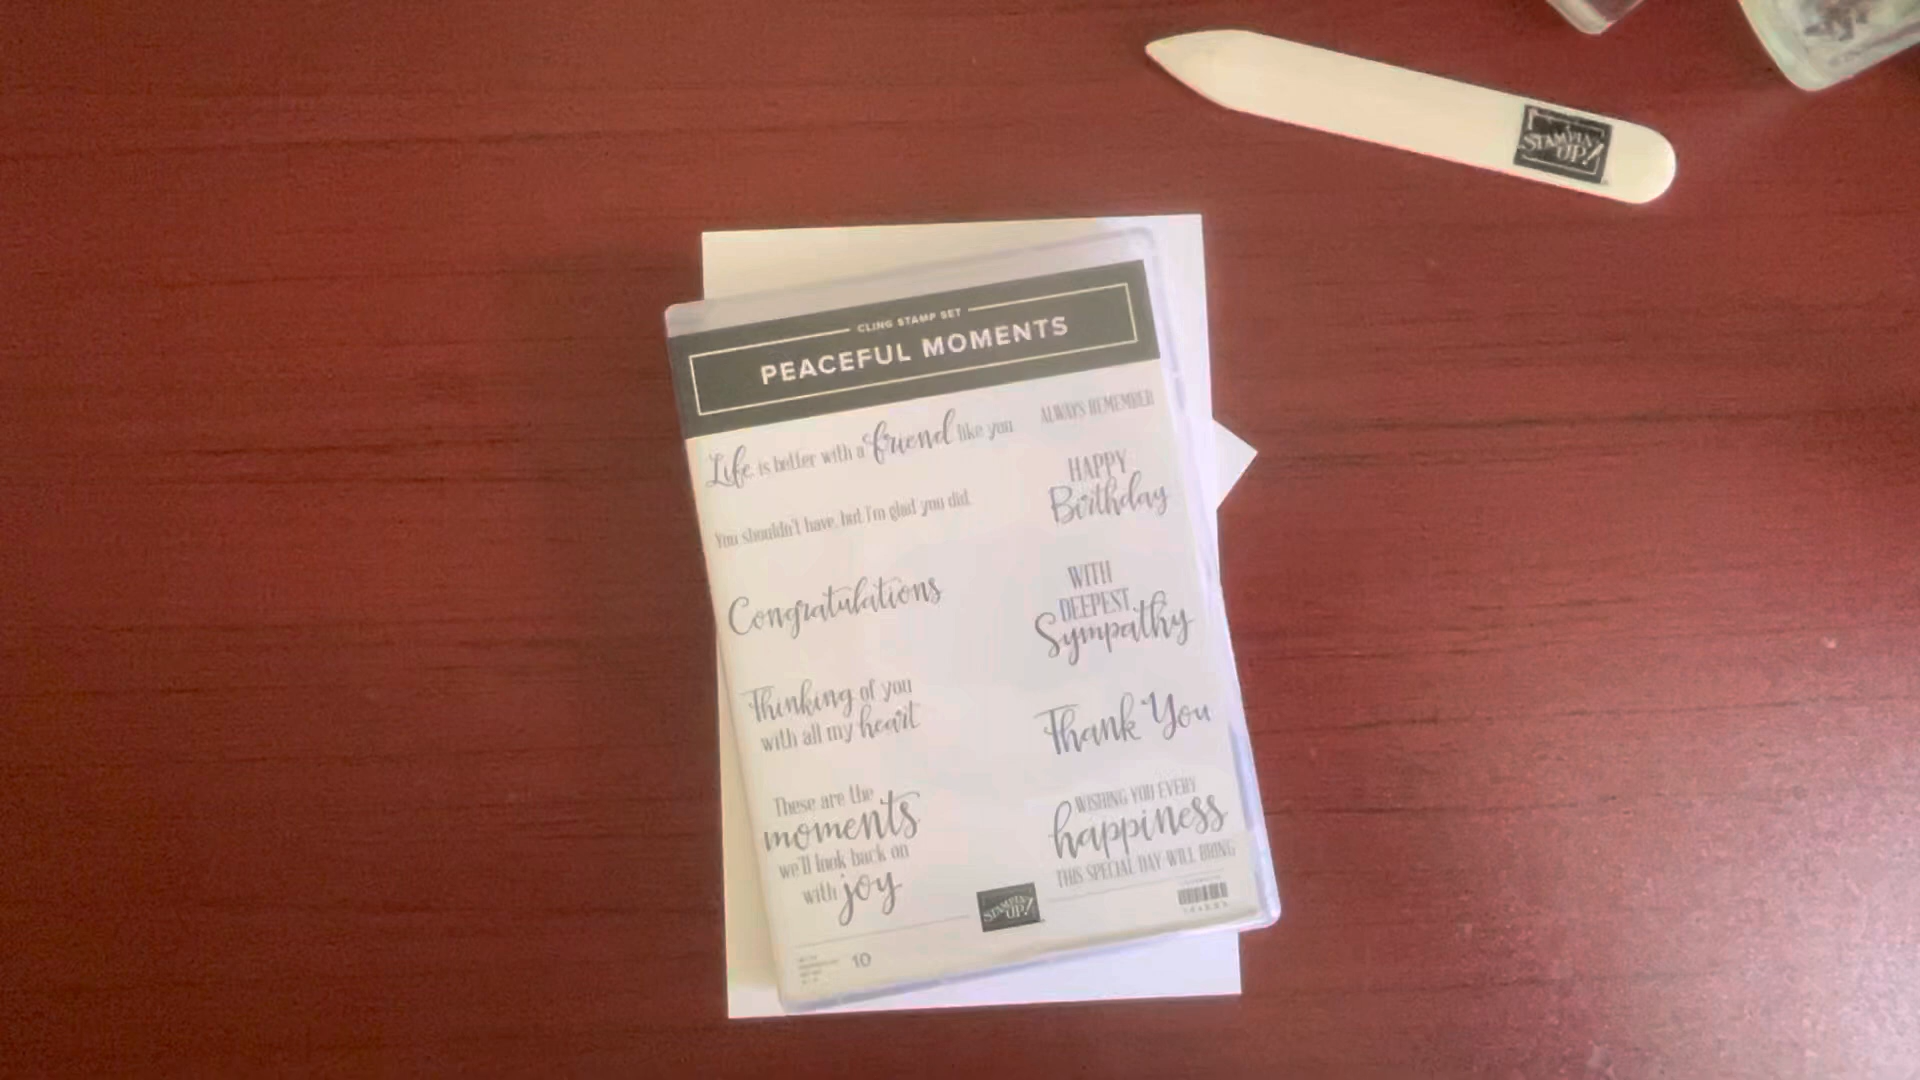 STAMPIN' UP!
CLING STAMP SET
PEACEFUL MOMENTS
Life is better with a friend like you
You shouldn't have, but I'm glad you did.
Congratulations
Thinking of you
with all my heart
These are the
moments
we'll look back on
with joy
ALWAYS REMEMBER
HAPPY
Birthday
WITH
DEEPEST
Sympathy
Thank You
WISHING YOU EVERY
happiness
THIS SPECIAL DAY WILL BRING
STAMPIN' UP!
10